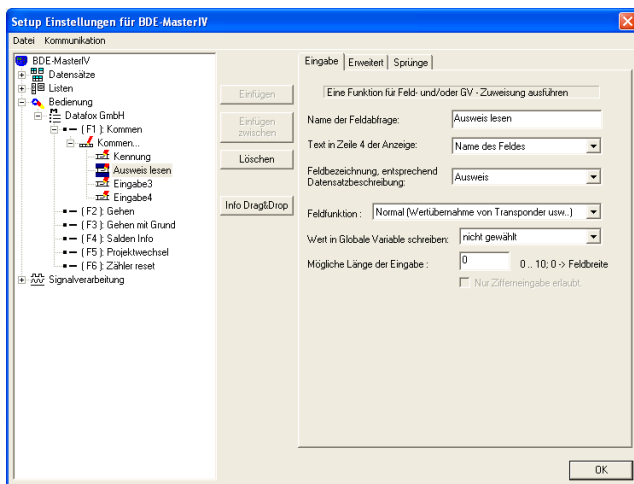 Setup Einstellungen für BDE-MasterIV
Datei Kommunikation
BDE-MasterIV
Datensätze
Listen
Bedienung
Datafox GmbH
(F1): Kommen
Kommen...
Kennung
Ausweis lesen
Eingabe3
Eingabe4
(F2): Gehen
(F3): Gehen mit Grund
(F4): Salden Info
(F5): Projektwechsel
(F6): Zähler reset
Signalverarbeitung
Einfügen
Einfügen
zwischen
Löschen
Info Drag&Drop
Eingabe Erweitert Sprünge
Eine Funktion für Feld- und/oder GV - Zuweisung ausführen
Name der Feldabfrage: Ausweis lesen
Text in Zeile 4 der Anzeige: Name des Feldes
Feldbezeichnung, entsprechend
Datensatzbeschreibung: Ausweis
Feldfunktion : Normal (Wertübernahme von Transponder usw..)
Wert in Globale Variable schreiben: nicht gewählt
Mögliche Länge der Eingabe : 0 0 .. 10; 0 -> Feldbreite
Nur Zifferneingabe erlaubt.
OK